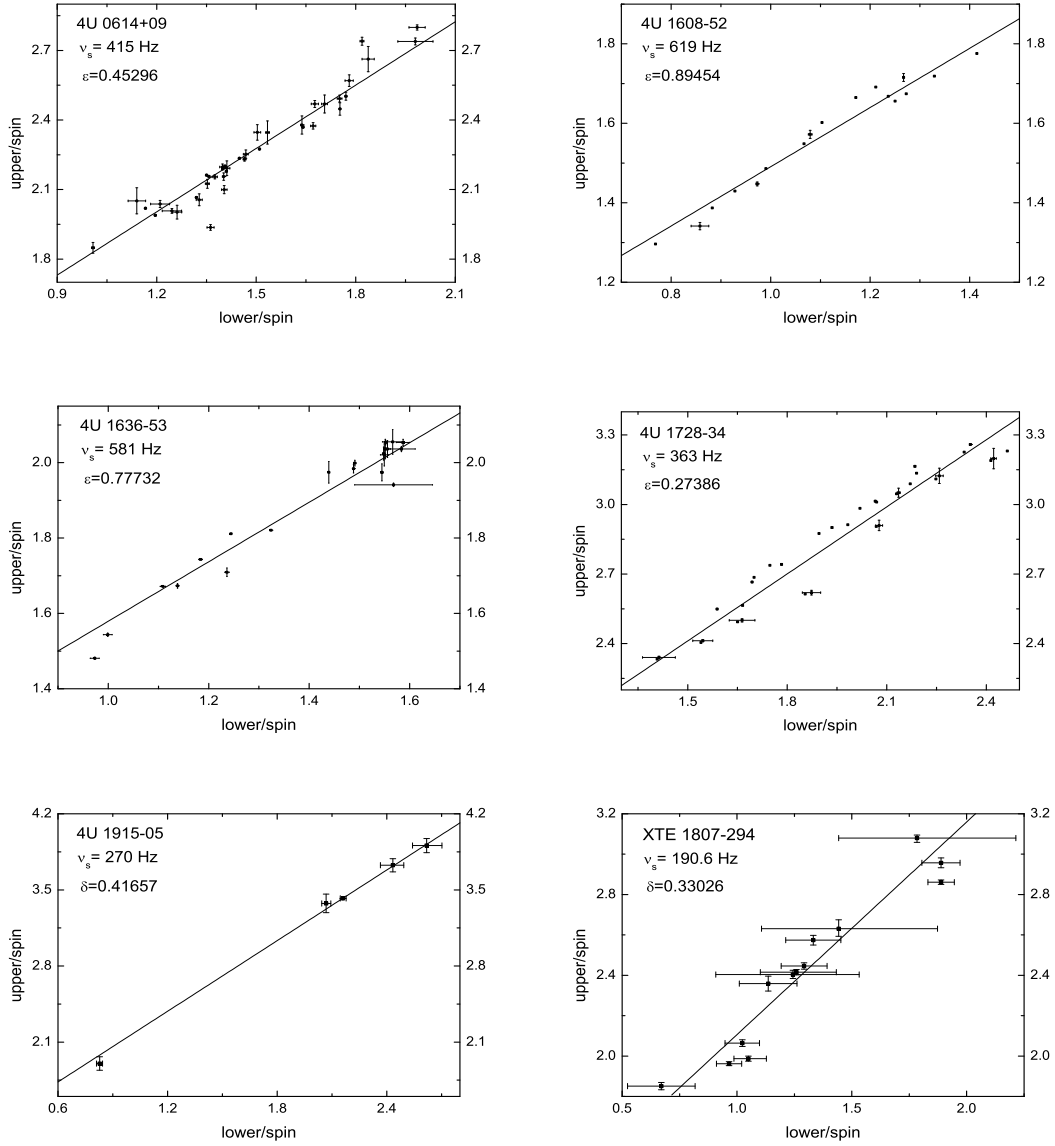 4U 0614+09
νs= 415 Hz
ε=0.45296
2.7
2.4
2.1
1.8
2.7
2.4
2.1
1.8
0.9 1.2 1.5 1.8 2.1
lower/spin
upper/spin
4U 1608-52
νs= 619 Hz
ε=0.89454
1.8
1.6
1.4
1.2
1.8
1.6
1.4
1.2
0.8 1.0 1.2 1.4
lower/spin
upper/spin
4U 1636-53
νs= 581 Hz
ε=0.77732
2.0
1.8
1.6
1.4
2.0
1.8
1.6
1.4
1.0 1.2 1.4 1.6
lower/spin
upper/spin
4U 1728-34
νs= 363 Hz
ε=0.27386
3.3
3.0
2.7
2.4
3.3
3.0
2.7
2.4
1.5 1.8 2.1 2.4
lower/spin
upper/spin
4U 1915-05
νs= 270 Hz
δ=0.41657
4.2
3.5
2.8
2.1
4.2
3.5
2.8
2.1
0.6 1.2 1.8 2.4
lower/spin
upper/spin
XTE 1807-294
νs= 190.6 Hz
δ=0.33026
3.2
2.8
2.4
2.0
3.2
2.8
2.4
2.0
0.5 1.0 1.5 2.0
lower/spin
upper/spin